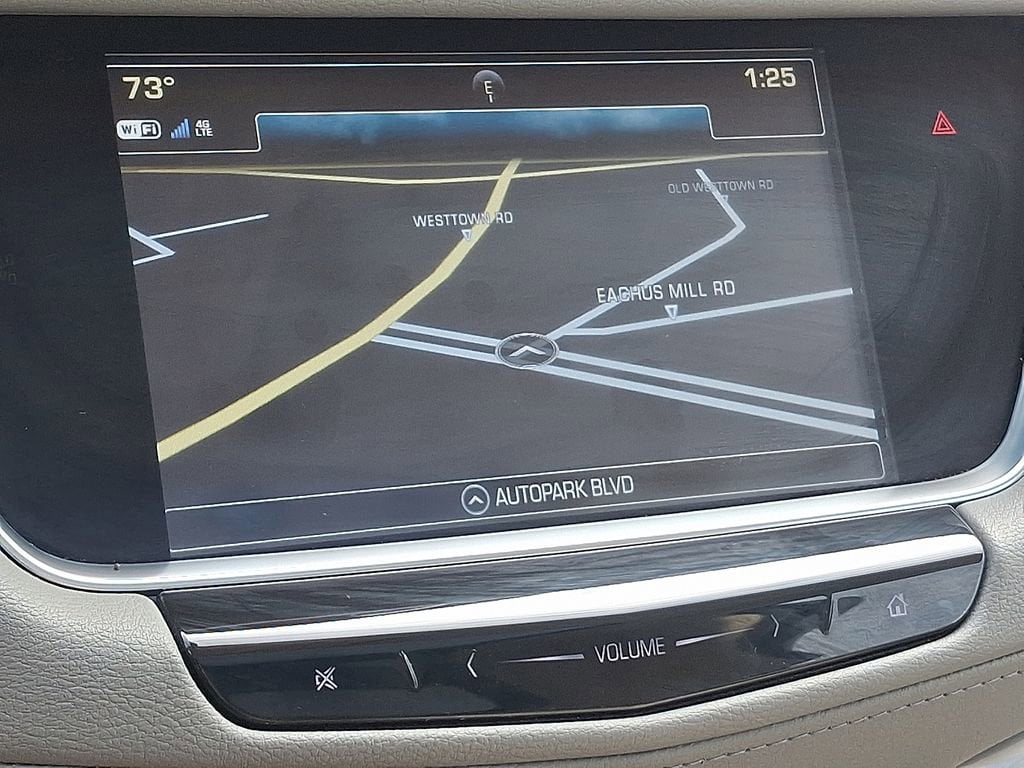 73°
E
1:25
WiFi
4G
LTE
OLD WESTTOWN RD
WESTTOWN RD
EACHUS MILL RD
AUTOPARK BLVD
VOLUME